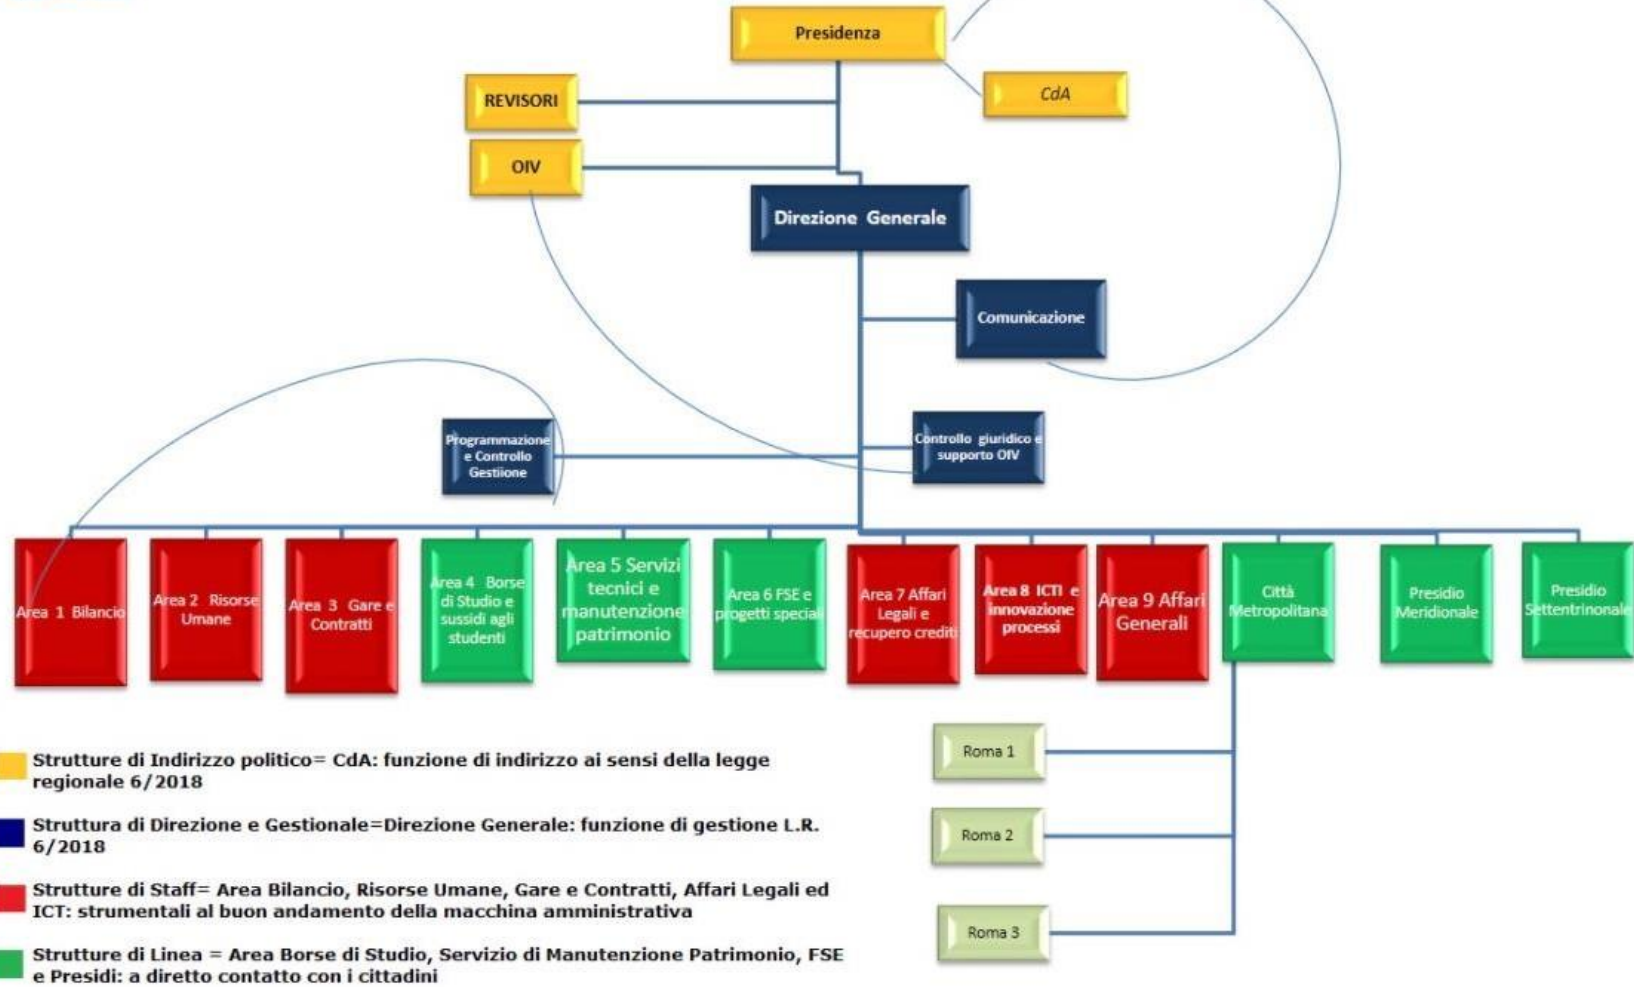 Presidenza
CdA
REVISORI
OIV
Direzione Generale
Comunicazione
Programmazione
e Controllo
Gestiione
Controllo giuridico e
supporto OIV
Area 1 Bilancio
Area 2 Risorse
Umane
Area 3 Gare e
Contratti
Area 4 Borse
di Studio e
sussidi agli
studenti
Area 5 Servizi
tecnici e
manutenzione
patrimonio
Area 6 FSE e
progetti speciali
Area 7 Affari
Legali e
recupero crediti
Area 8 ICTI e
innovazione
processi
Area 9 Affari
Generali
Città
Metropolitana
Presidio
Meridionale
Presidio
Settentrinonale
Roma 1
Roma 2
Roma 3
Strutture di Indirizzo politico= CdA: funzione di indirizzo ai sensi della legge
regionale 6/2018
Struttura di Direzione e Gestionale=Direzione Generale: funzione di gestione L.R.
6/2018
Strutture di Staff= Area Bilancio, Risorse Umane, Gare e Contratti, Affari Legali ed
ICT: strumentali al buon andamento della macchina amministrativa
Strutture di Linea = Area Borse di Studio, Servizio di Manutenzione Patrimonio, FSE
e Presidi: a diretto contatto con i cittadini